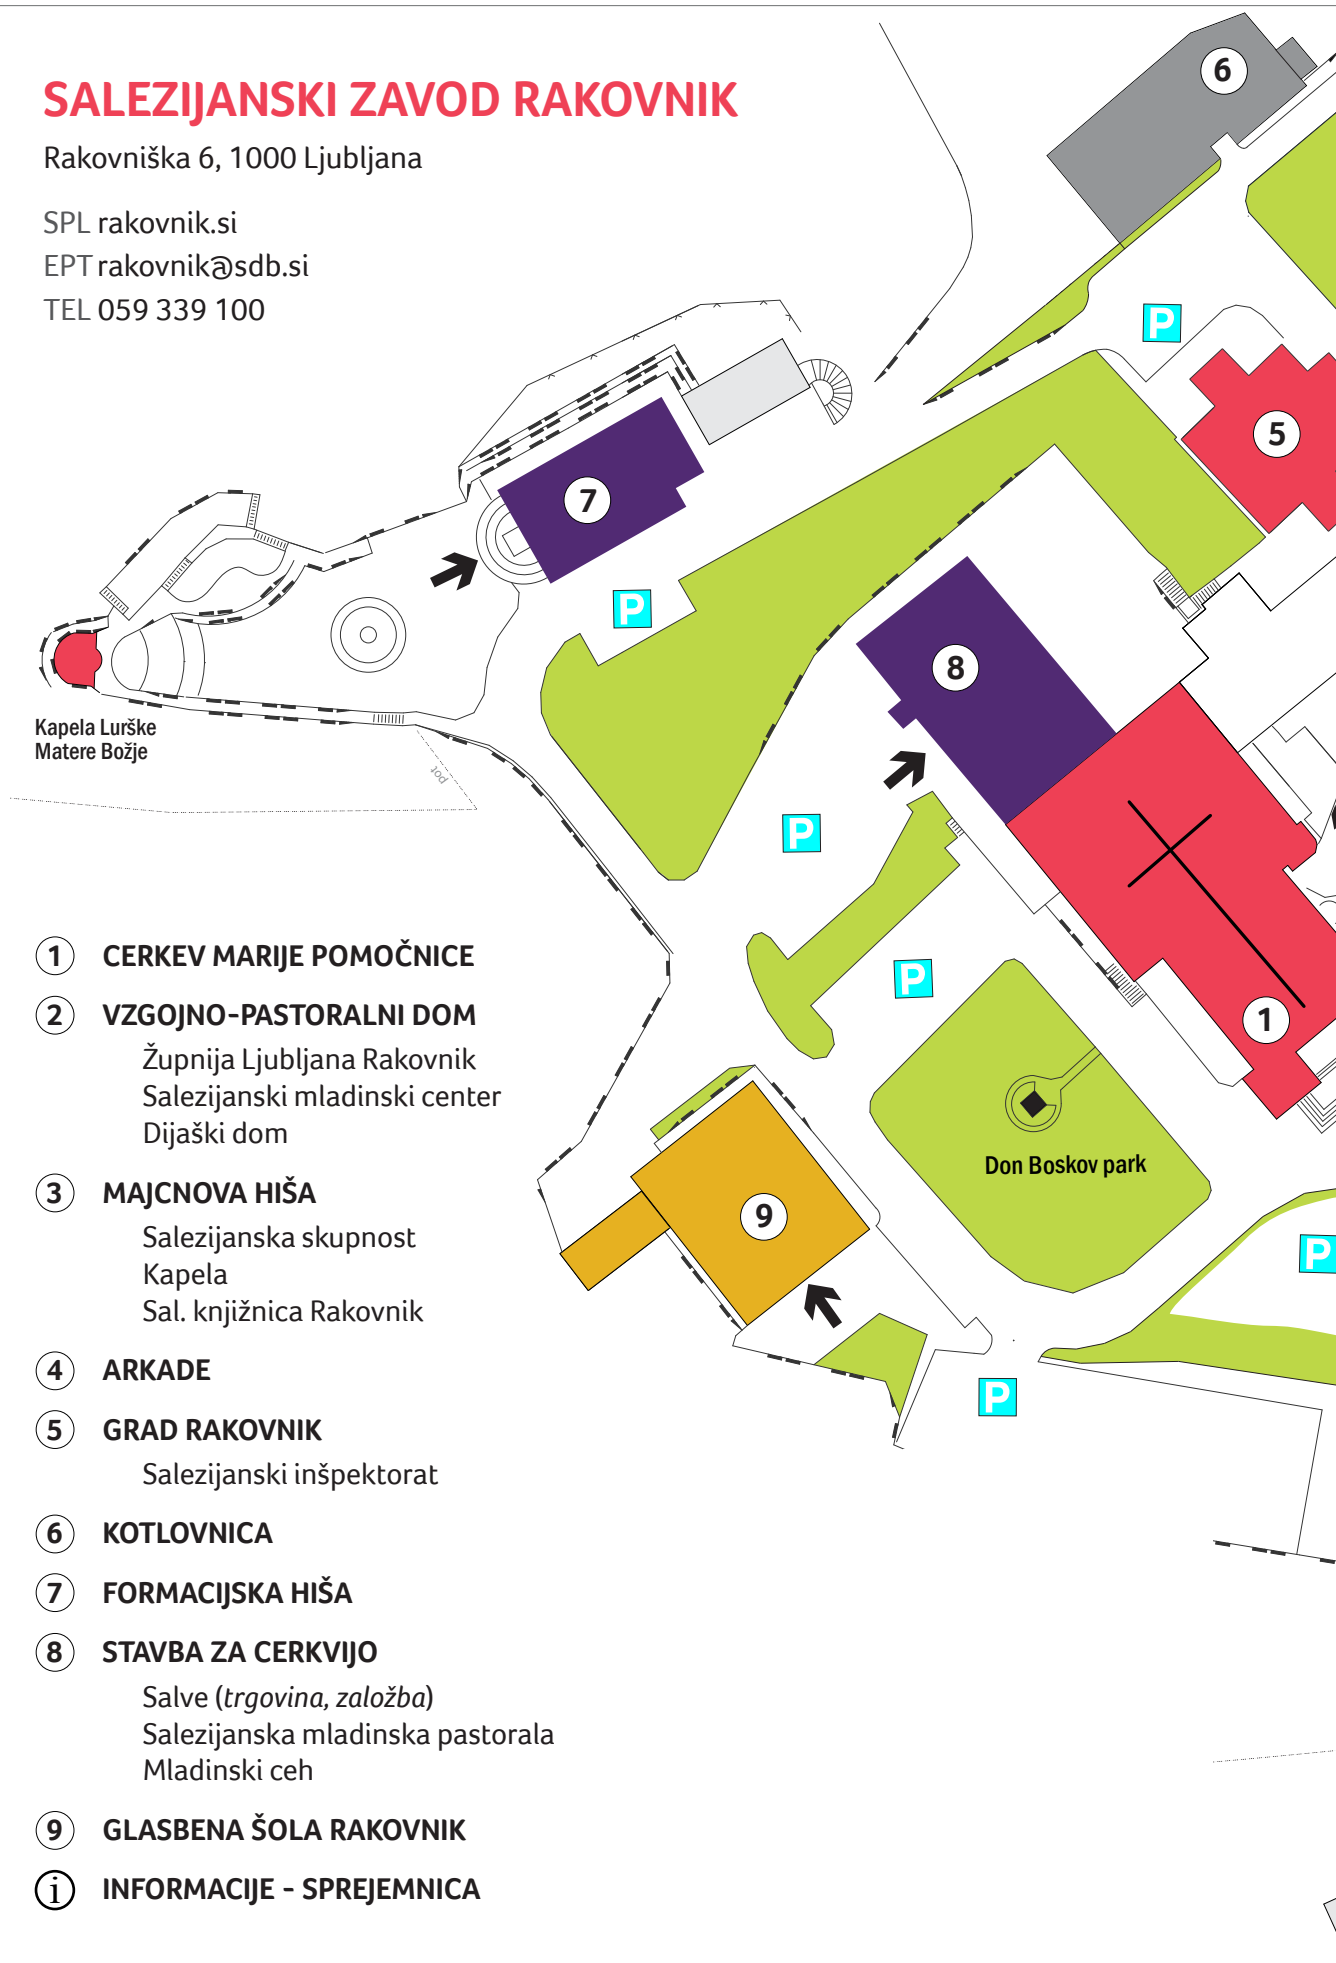 SALEZIJANSKI ZAVOD RAKOVNIK
Rakovniška 6, 1000 Ljubljana
SPL rakovnik.si
EPT rakovnik@sdb.si
TEL 059 339 100
6
P
5
7
P
8
Kapela Lurške
Matere Božje
pot
P
P
1
Don Boskov park
9
P
P
1 CERKEV MARIJE POMOČNICE
2 VZGOJNO-PASTORALNI DOM
Župnija Ljubljana Rakovnik
Salezijanski mladinski center
Dijaški dom
3 MAJCNOVA HIŠA
Salezijanska skupnost
Kapela
Sal. knjižnica Rakovnik
4 ARKADE
5 GRAD RAKOVNIK
Salezijanski inšpektorat
6 KOTLOVNICA
7 FORMACIJSKA HIŠA
8 STAVBA ZA CERKVIJO
Salve (trgovina, založba)
Salezijanska mladinska pastorala
Mladinski ceh
9 GLASBENA ŠOLA RAKOVNIK
i INFORMACIJE - SPREJEMNICA